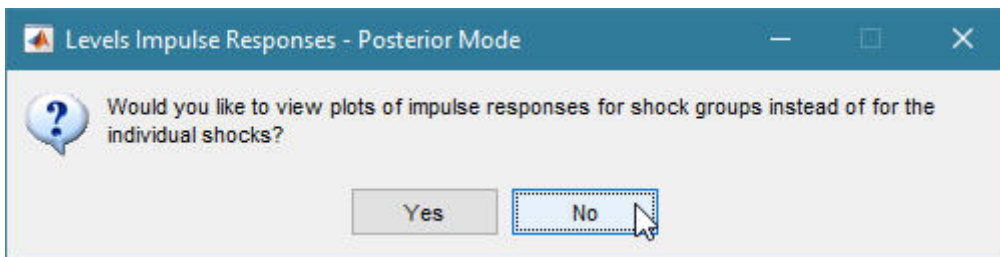 Levels Impulse Responses - Posterior Mode
Would you like to view plots of impulse responses for shock groups instead of for the
individual shocks?
Yes No